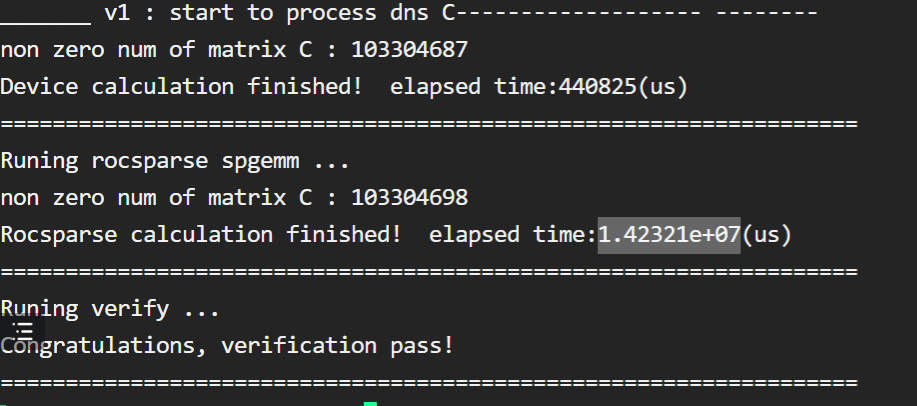 _______ v1 : start to process dns C------------------- --------
non zero num of matrix C : 103304687
Device calculation finished!  elapsed time:440825(us)
==================================================================
Runing rocsparse spgemm ...
non zero num of matrix C : 103304698
Rocsparse calculation finished!  elapsed time:1.42321e+07(us)
==================================================================
Runing verify ...
Congratulations, verification pass!
==================================================================